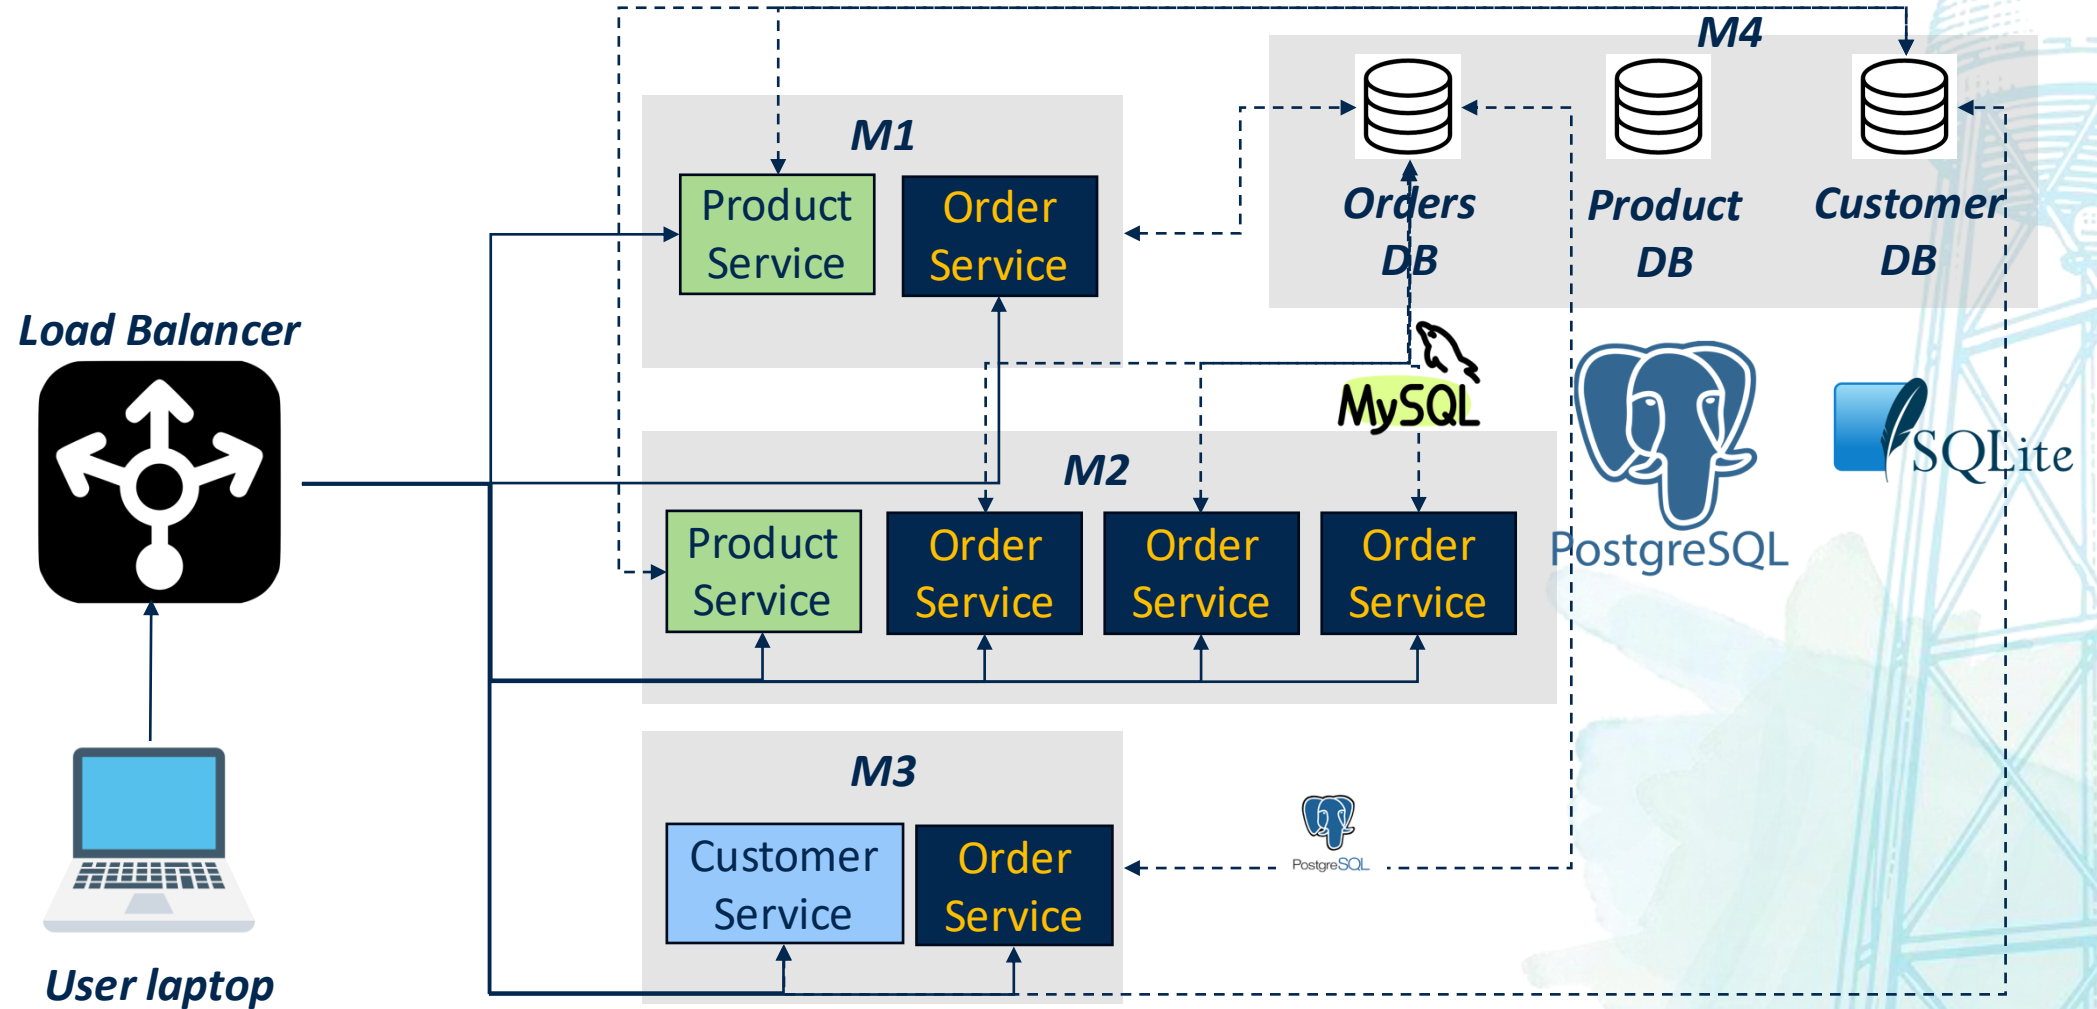 M4
M1
Product
Service
Order
Service
Orders
DB
Product
DB
Customer
DB
Load Balancer
MySQL
PostgreSQL
SQLite
M2
Product
Service
Order
Service
Order
Service
Order
Service
M3
Customer
Service
Order
Service
PostgreSQL
User laptop